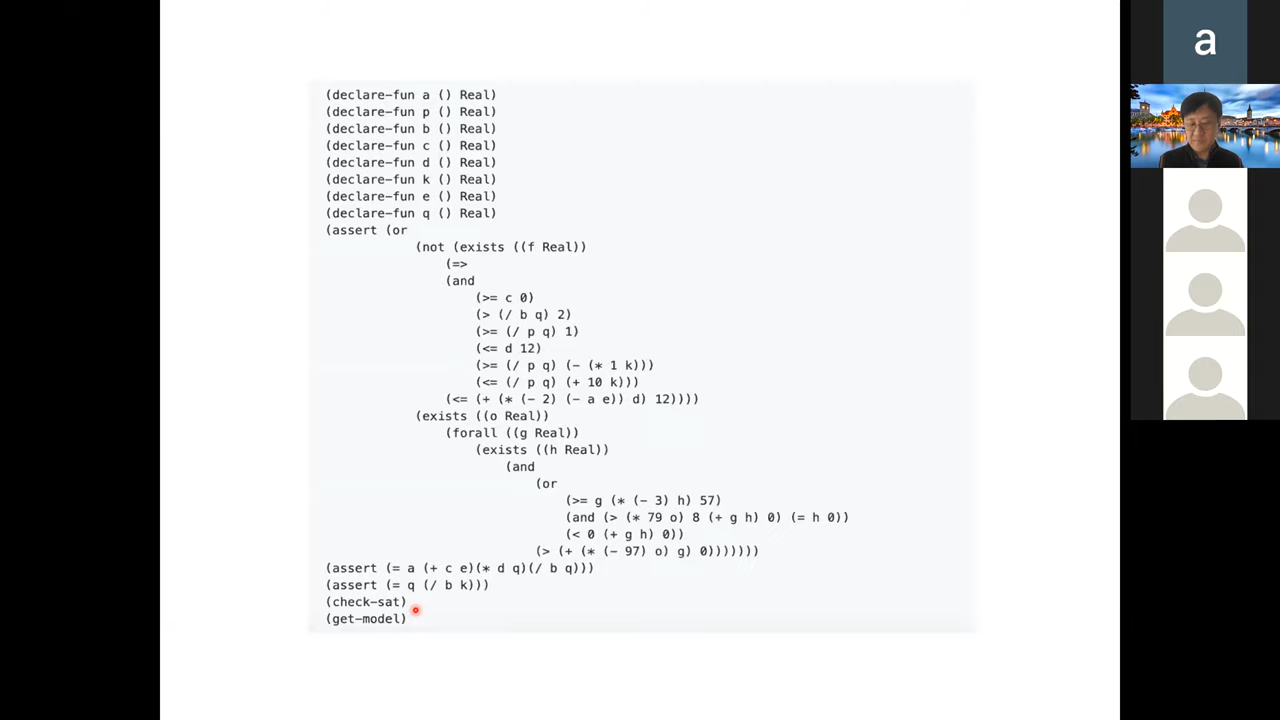 (declare-fun a () Real)
(declare-fun p () Real)
(declare-fun b () Real)
(declare-fun c () Real)
(declare-fun d () Real)
(declare-fun k () Real)
(declare-fun e () Real)
(declare-fun q () Real)
(assert (or
(not (exists ((f Real))
(=>
(and
(>= c 0)
(> (/ b q) 2)
(>= (/ p q) 1)
(<= d 12)
(>= (/ p q) (- (* 1 k)))
(<= (/ p q) (+ 10 k)))
(<= (+ (* (- 2) (- a e)) d) 12))))
(exists ((o Real))
(forall ((g Real))
(exists ((h Real))
(and
(or
(>= g (* (- 3) h) 57)
(and (> (* 79 o) 8 (+ g h) 0) (= h 0))
(< 0 (+ g h) 0))
(> (+ (* (- 97) o) g) 0)))))))
(assert (= a (+ c e)(* d q)(/ b q)))
(assert (= q (/ b k)))
(check-sat)
(get-model)
a